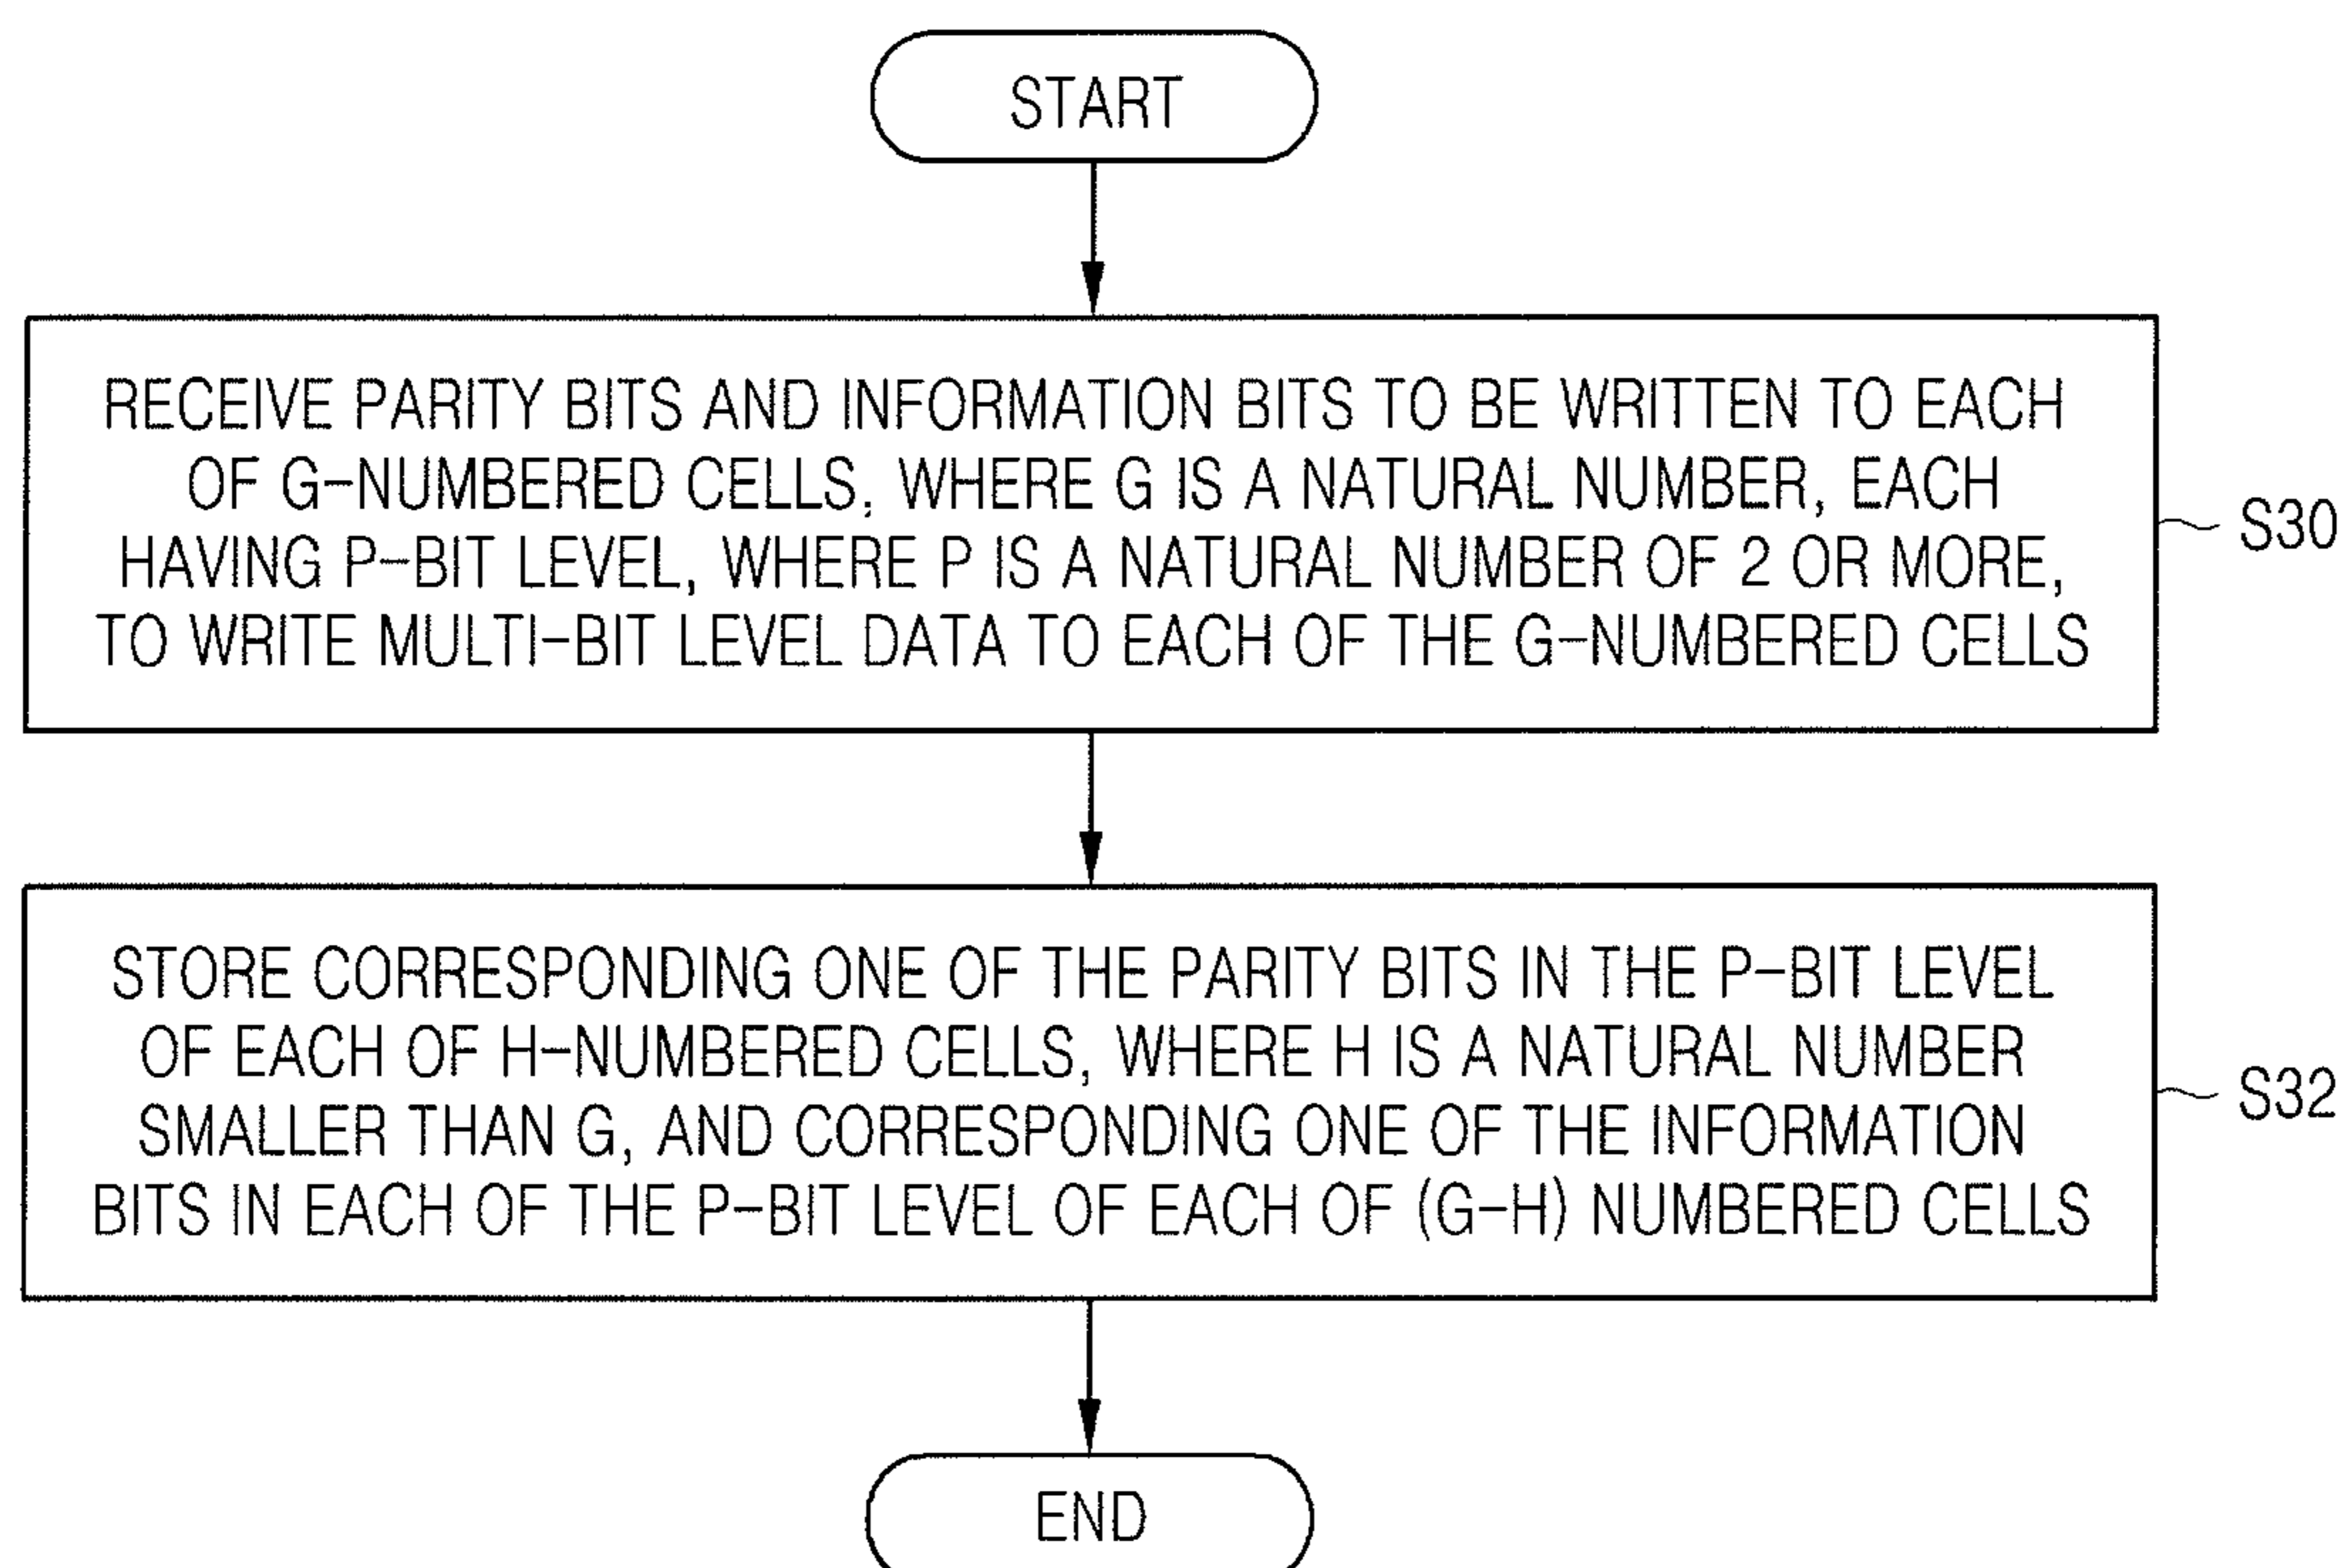 START
RECEIVE PARITY BITS AND INFORMATION BITS TO BE WRITTEN TO EACH
OF G-NUMBERED CELLS, WHERE G IS A NATURAL NUMBER, EACH
HAVING P-BIT LEVEL, WHERE P IS A NATURAL NUMBER OF 2 OR MORE,
TO WRITE MULTI-BIT LEVEL DATA TO EACH OF THE G-NUMBERED CELLS
S30
STORE CORRESPONDING ONE OF THE PARITY BITS IN THE P-BIT LEVEL
OF EACH OF H-NUMBERED CELLS, WHERE H IS A NATURAL NUMBER
SMALLER THAN G, AND CORRESPONDING ONE OF THE INFORMATION
BITS IN EACH OF THE P-BIT LEVEL OF EACH OF (G-H) NUMBERED CELLS
S32
END